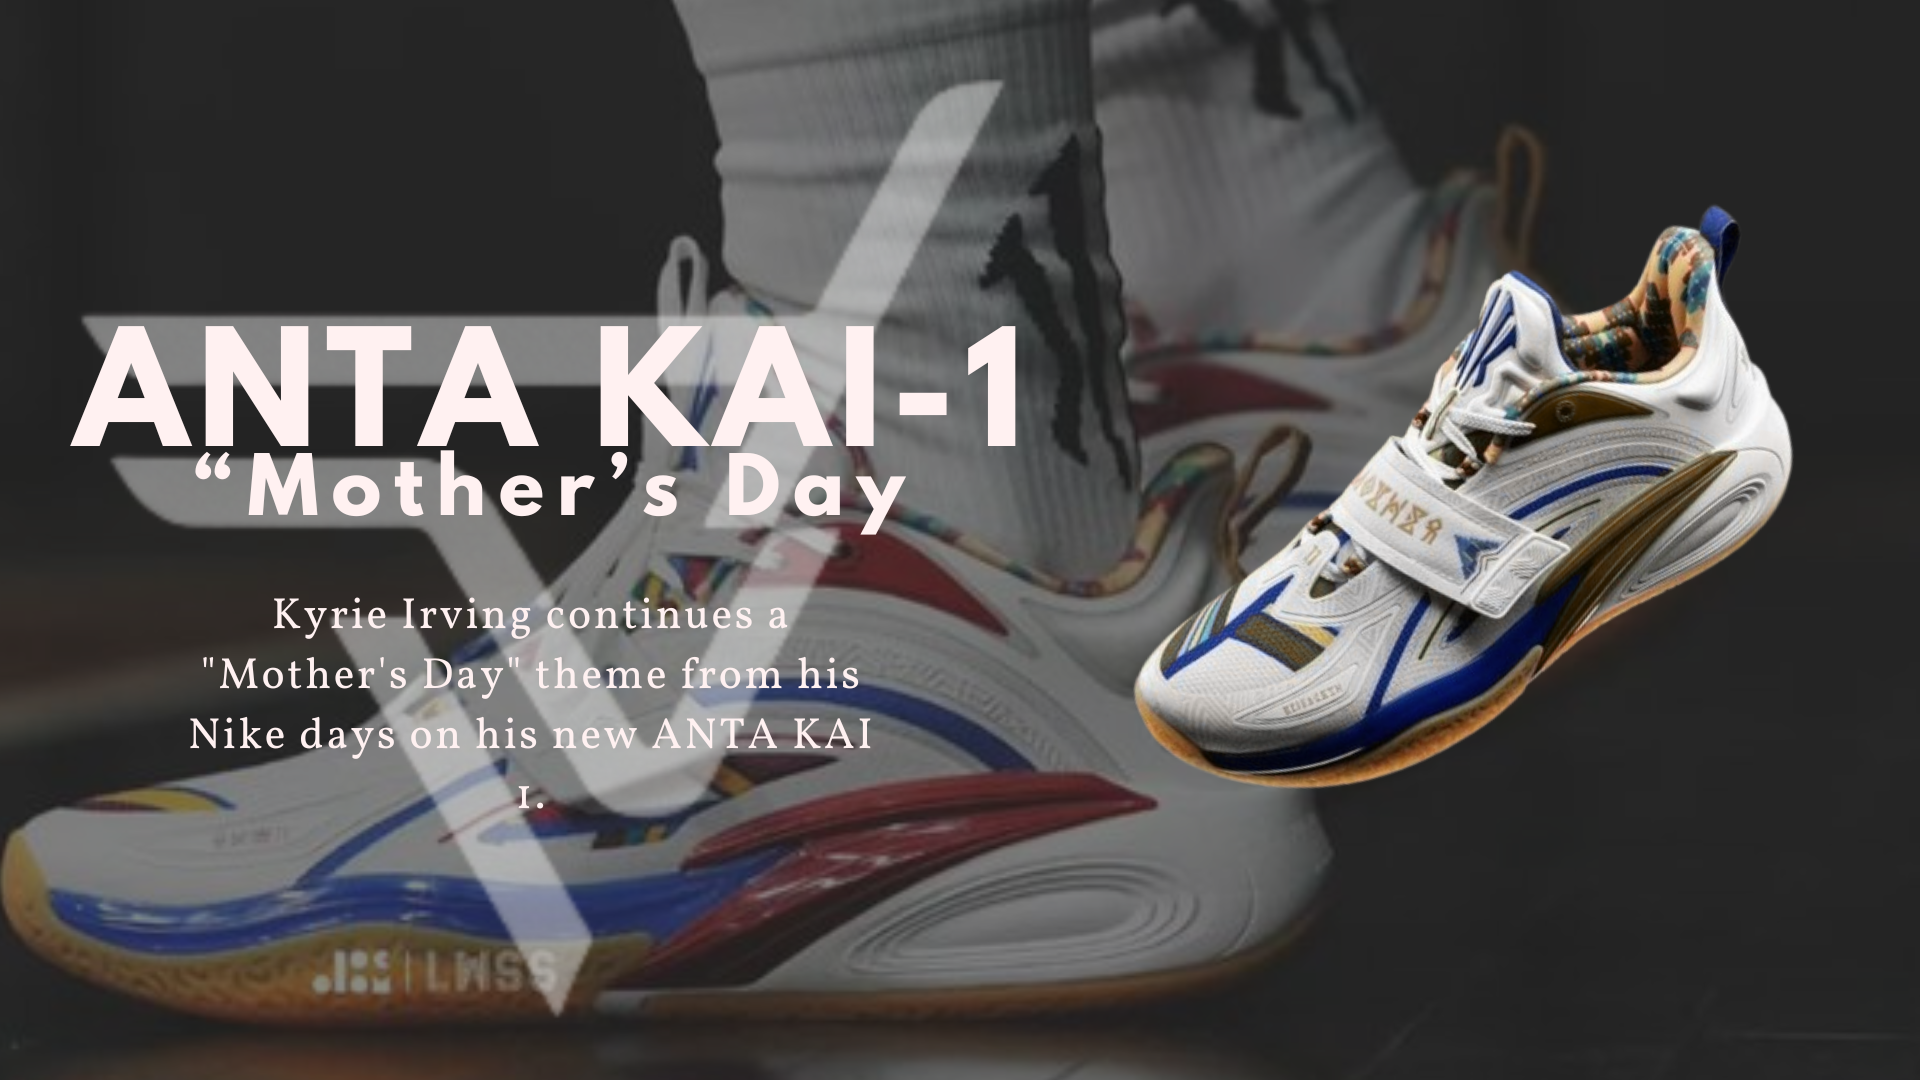 ANTA KAI-1
“Mother’s Day
Kyrie Irving continues a
"Mother's Day" theme from his
Nike days on his new ANTA KAI
1.
LWSS